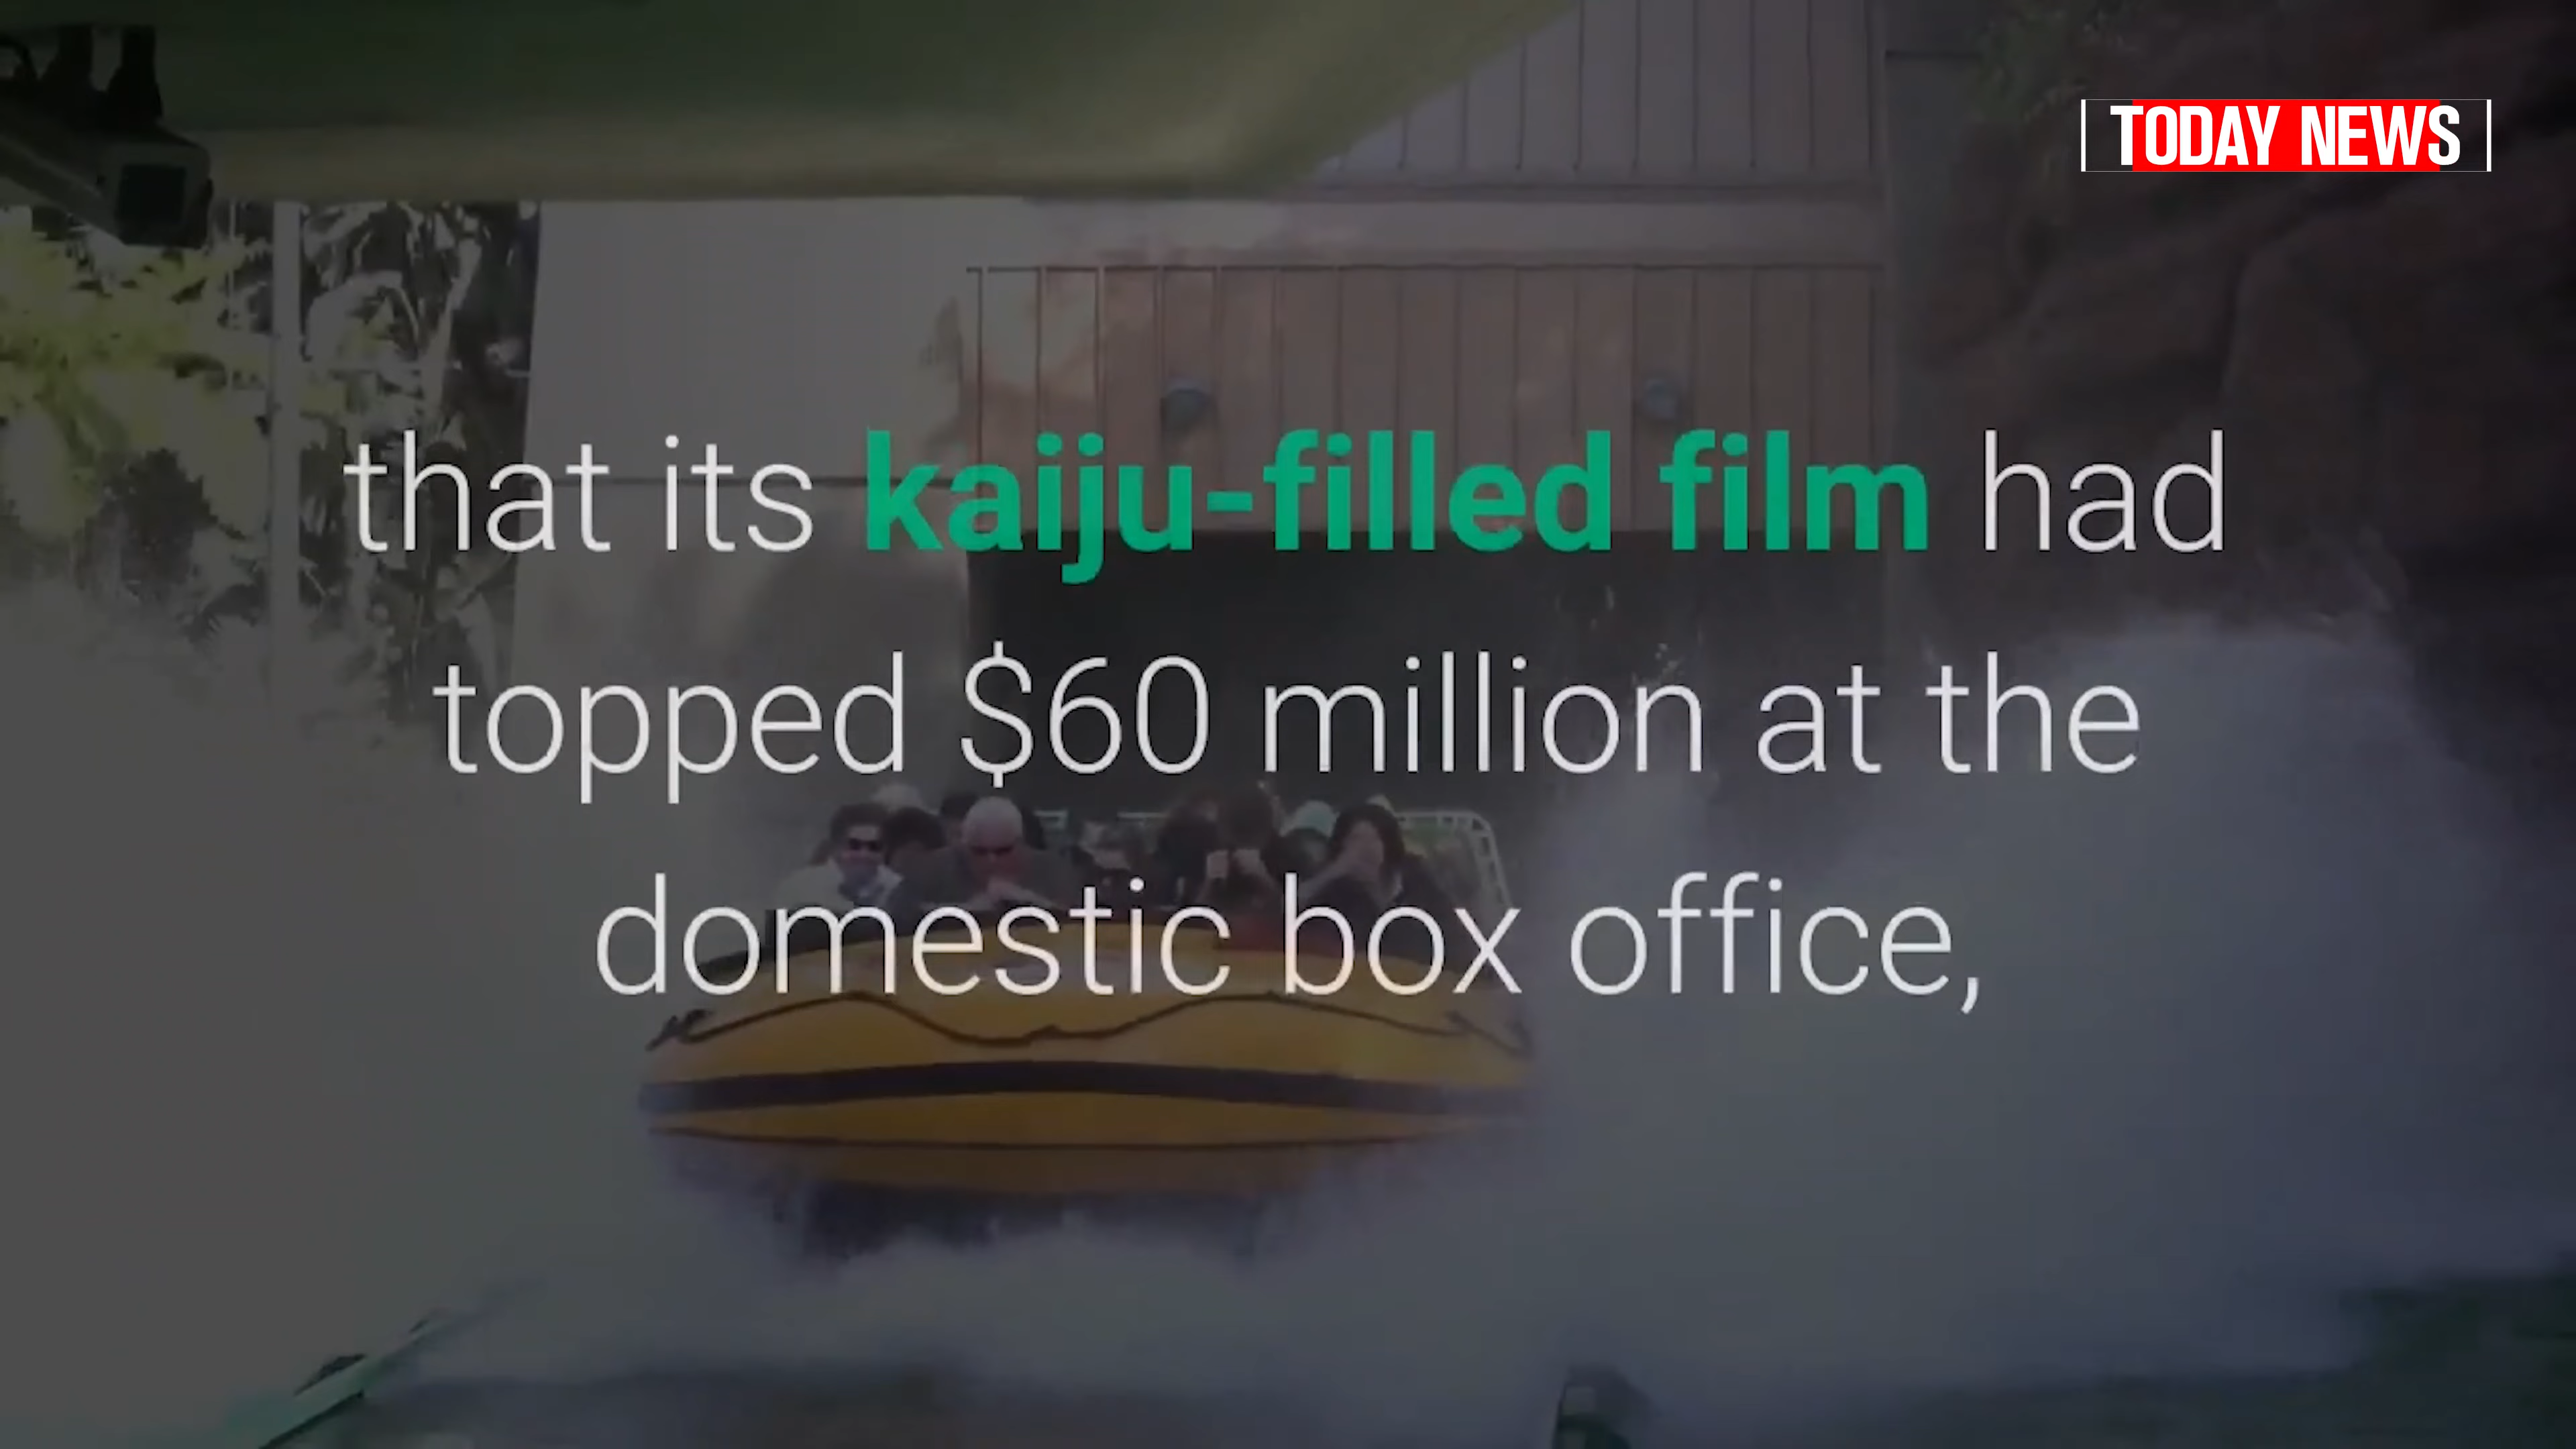 TODAY NEWS
that its kaiju-filled film had
topped $60 million at the
domestic box office,